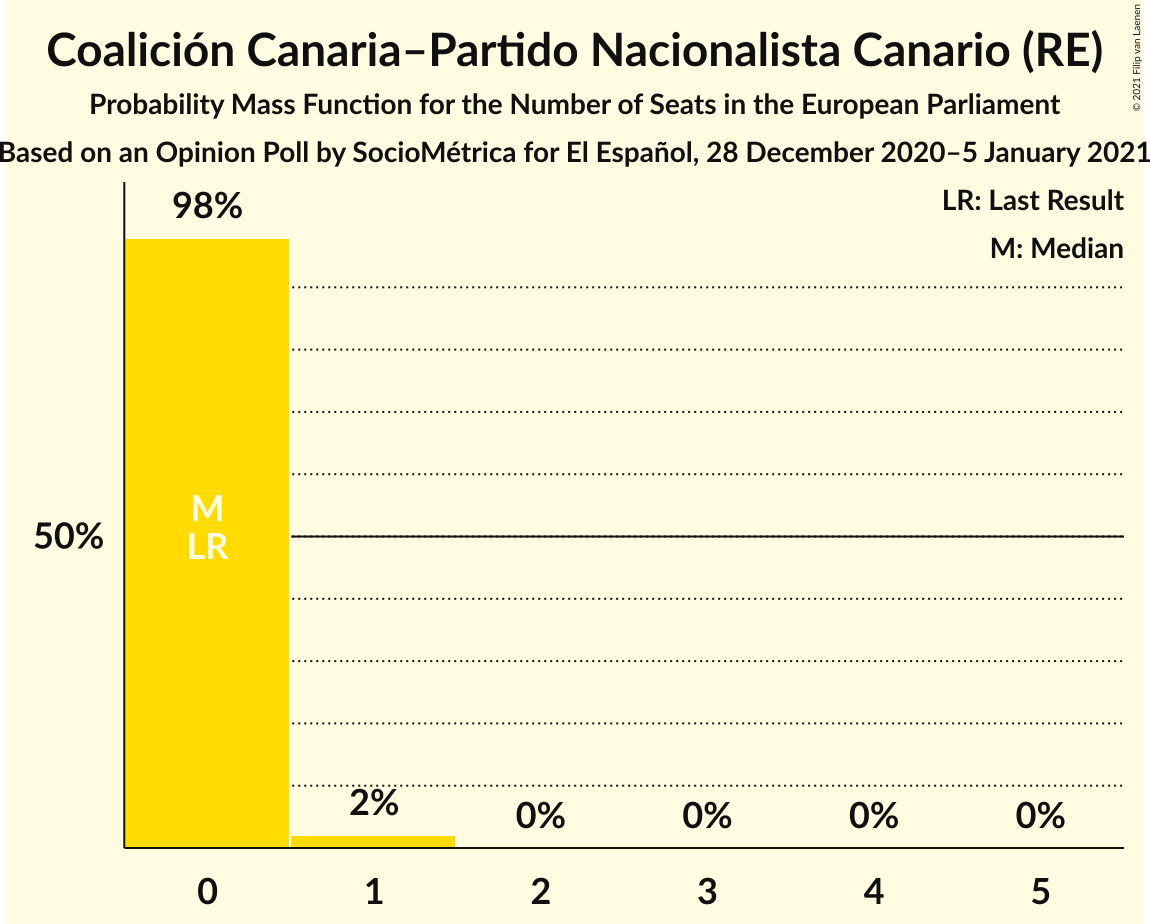 Coalición Canaria–Partido Nacionalista Canario (RE)
Probability Mass Function for the Number of Seats in the European Parliament
Based on an Opinion Poll by SocioMétrica for El Español, 28 December 2020–5 January 2021
© 2021 Filip van Laenen
LR: Last Result
M: Median
98%
M
LR
50%
2%
0%
0%
0%
0%
0
1
2
3
4
5